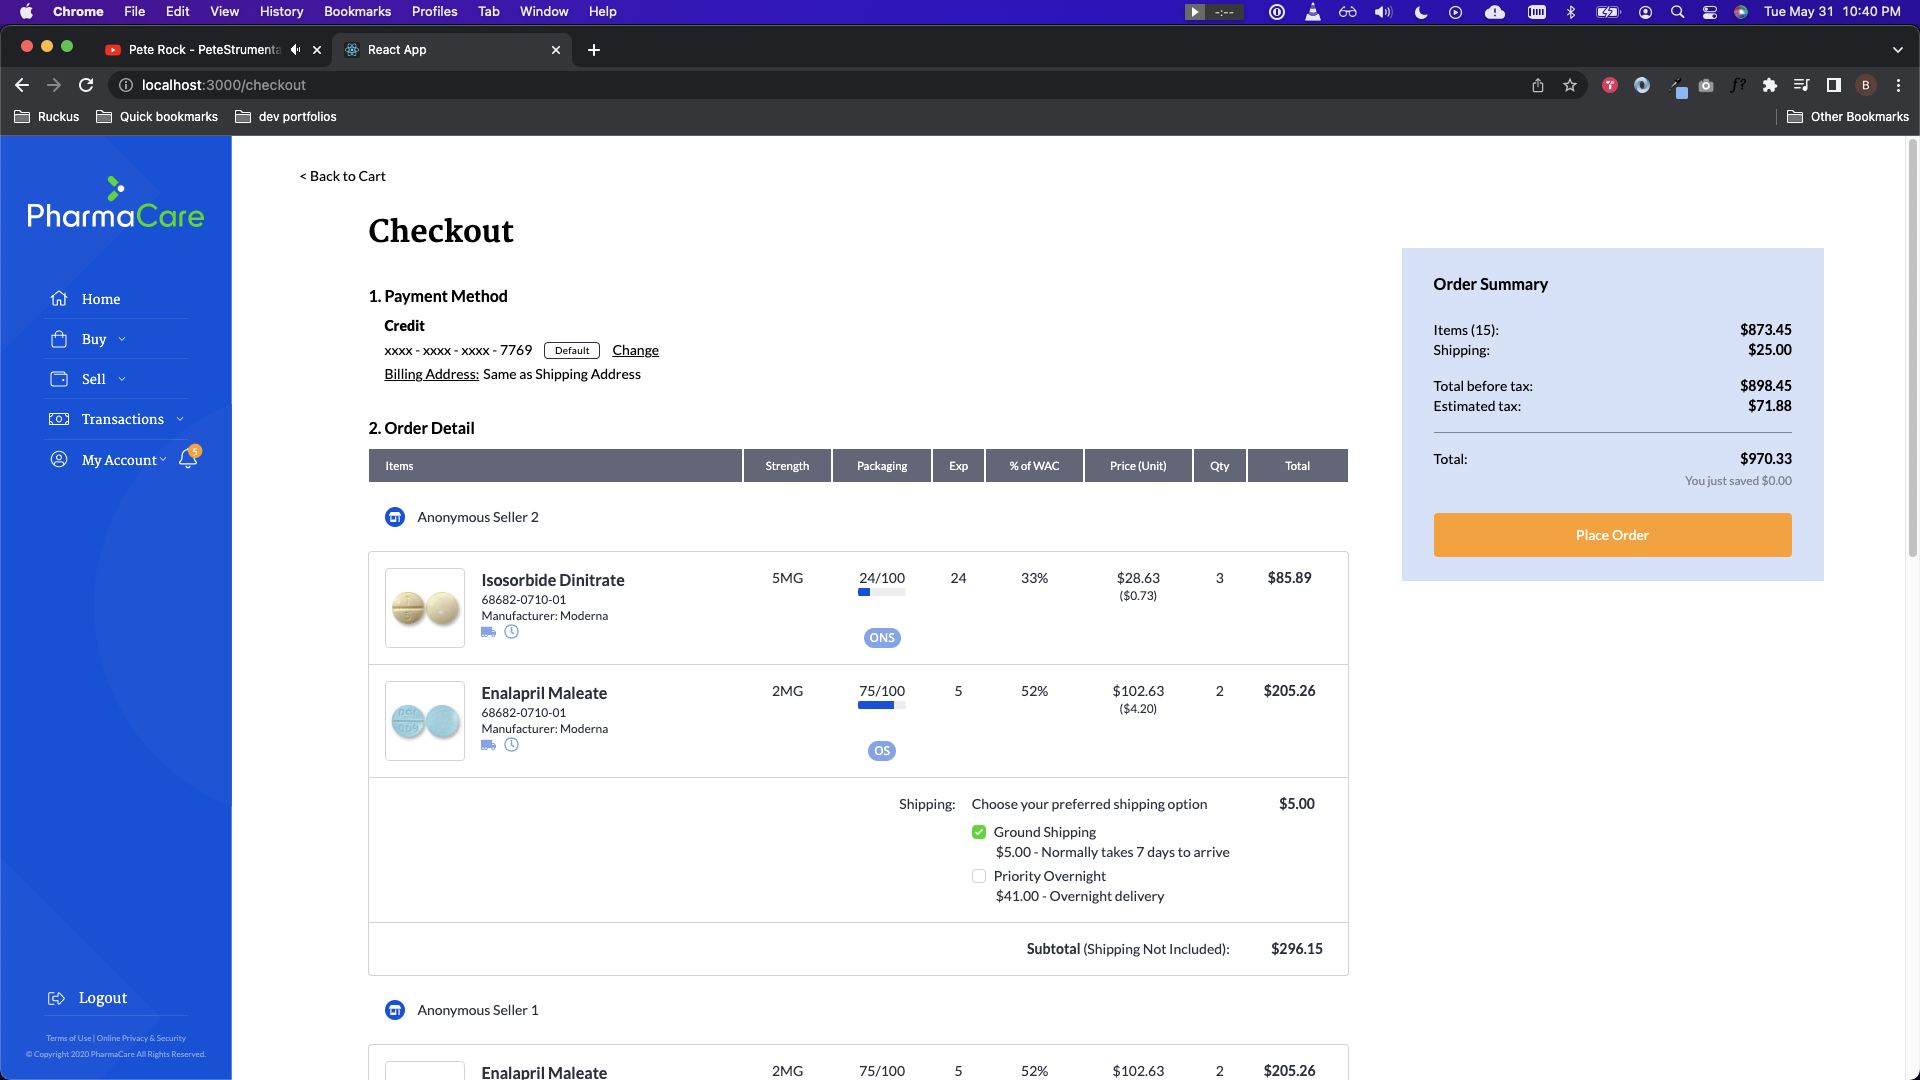 Chrome File Edit View History Bookmarks Profiles Tab Window Help
-:-- Tue May 31 10:40 PM
Pete Rock - PeteStrumenta
React App
localhost:3000/checkout
f?
B
Ruckus Quick bookmarks dev portfolios Other Bookmarks
PharmaCare
Home
Buy
Sell
Transactions
My Account
5
Logout
Terms of Use | Online Privacy & Security
© Copyright 2020 PharmaCare All Rights Reserved.
< Back to Cart
Checkout
1. Payment Method
Credit
xxxx - xxxx - xxxx - 7769 Default Change
Billing Address: Same as Shipping Address
2. Order Detail
Items Strength Packaging Exp % of WAC Price (Unit) Qty Total
Anonymous Seller 2
Isosorbide Dinitrate 5MG 24/100 24 33% $28.63 3 $85.89
68682-0710-01 ($0.73)
Manufacturer: Moderna
ONS
Enalapril Maleate 2MG 75/100 5 52% $102.63 2 $205.26
68682-0710-01 ($4.20)
Manufacturer: Moderna
OS
Shipping: Choose your preferred shipping option $5.00
Ground Shipping
$5.00 - Normally takes 7 days to arrive
Priority Overnight
$41.00 - Overnight delivery
Subtotal (Shipping Not Included): $296.15
Anonymous Seller 1
Enalapril Maleate 2MG 75/100 5 52% $102.63 2 $205.26
Order Summary
Items (15): $873.45
Shipping: $25.00
Total before tax: $898.45
Estimated tax: $71.88
Total: $970.33
You just saved $0.00
Place Order